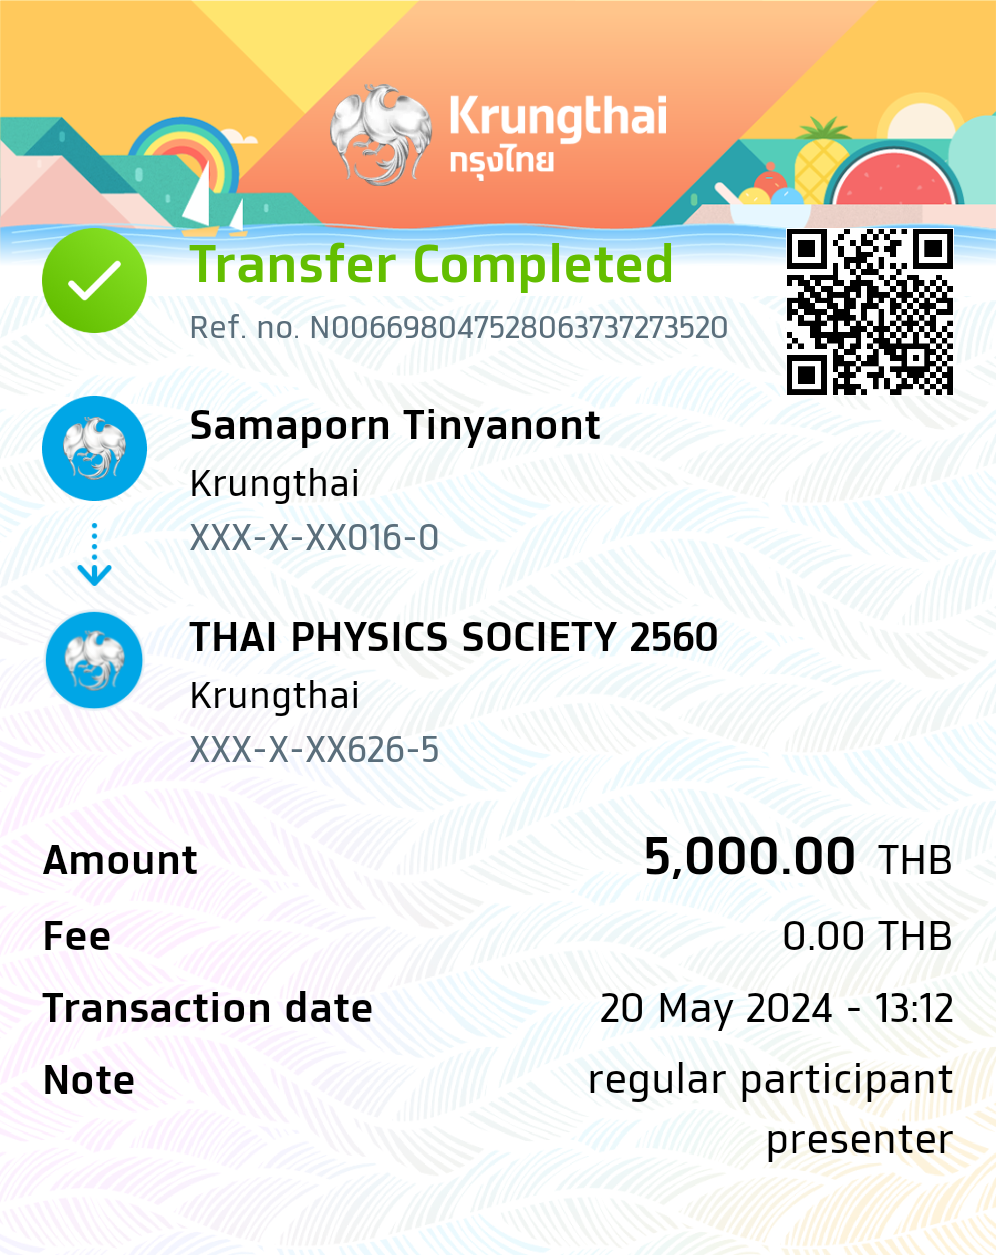 Krungthai
กรุงไทย
Transfer Completed
Ref. no. N00669804752806373727​3520
Samaporn Tinyanont
Krungthai
XXX-X-XX016-0
THAI PHYSICS SOCIETY 2560
Krungthai
XXX-X-XX626-5
Amount 5,000.00 THB
Fee 0.00 THB
Transaction date 20 May 2024 - 13:12
Note regular participant
presenter